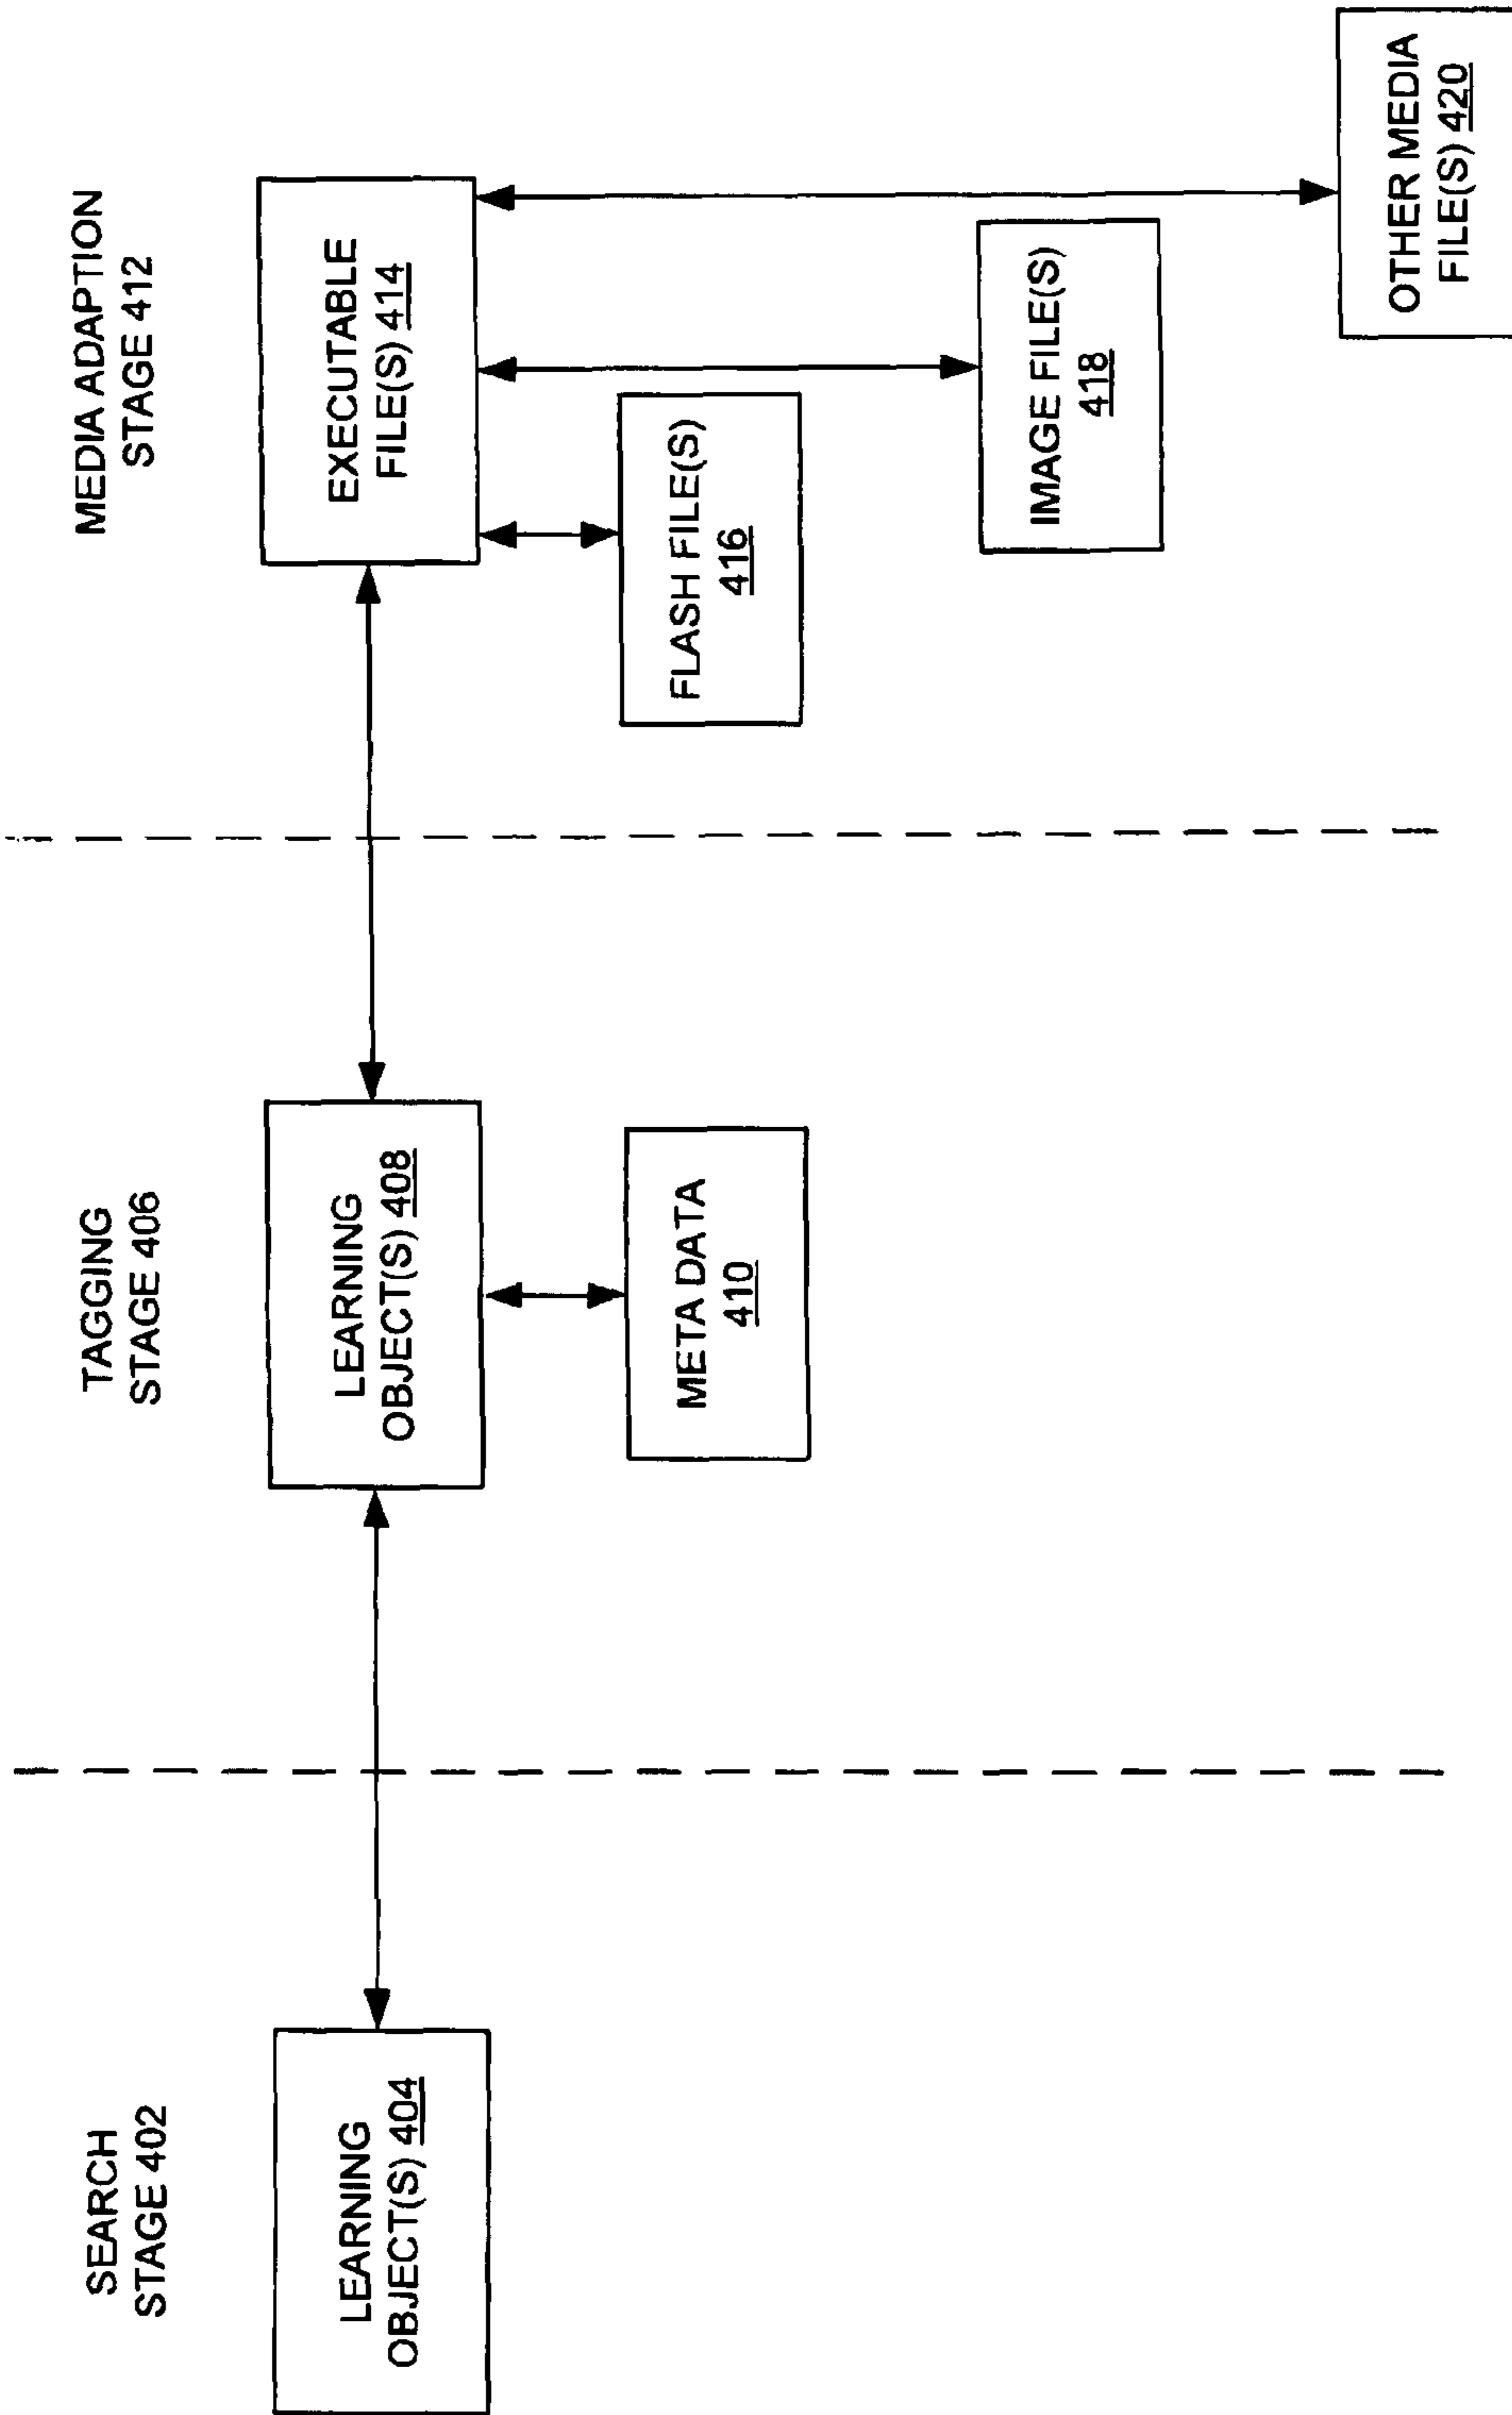 SEARCH
STAGE 402
LEARNING
OBJECT(S) 404
TAGGING
STAGE 406
LEARNING
OBJECT(S) 408
META DATA
410
MEDIA ADAPTION
STAGE 412
EXECUTABLE
FILE(S) 414
FLASH FILE(S)
416
IMAGE FILE(S)
418
OTHER MEDIA
FILE(S) 420